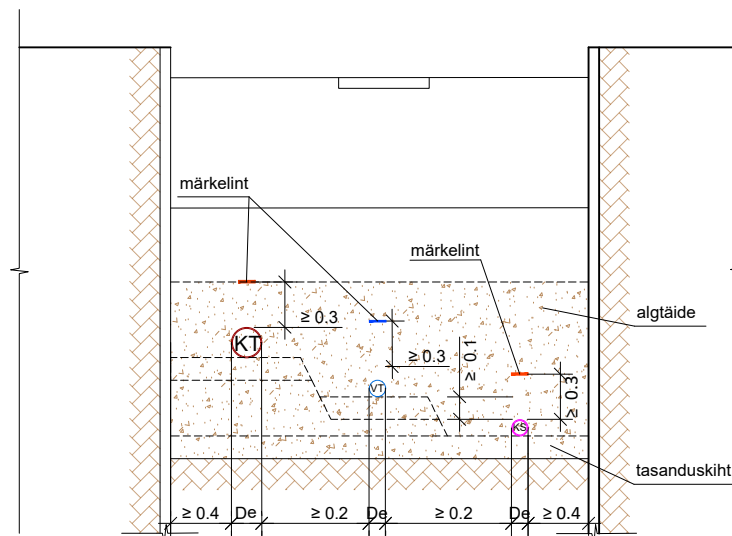 märkelint
märkelint
≥ 0.3
algtäide
KT
≥ 0.3
≥ 0.1
≥ 0.3
VT
KS
tasanduskiht
≥ 0.4 De ≥ 0.2 De ≥ 0.2 De ≥ 0.4